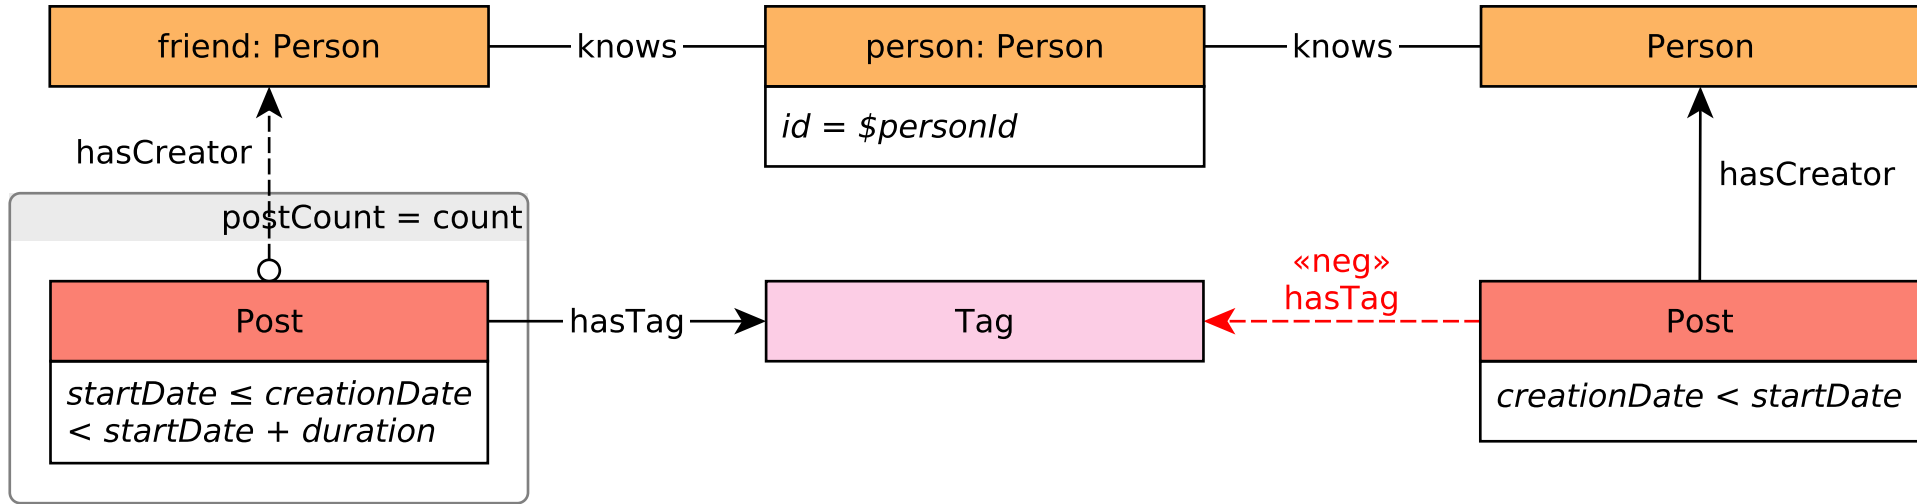 friend: Person
knows
person: Person
knows
Person
id = $personId
hasCreator
hasCreator
postCount = count
«neg»
hasTag
Post
hasTag
Tag
Post
startDate ≤ creationDate
< startDate + duration
creationDate < startDate